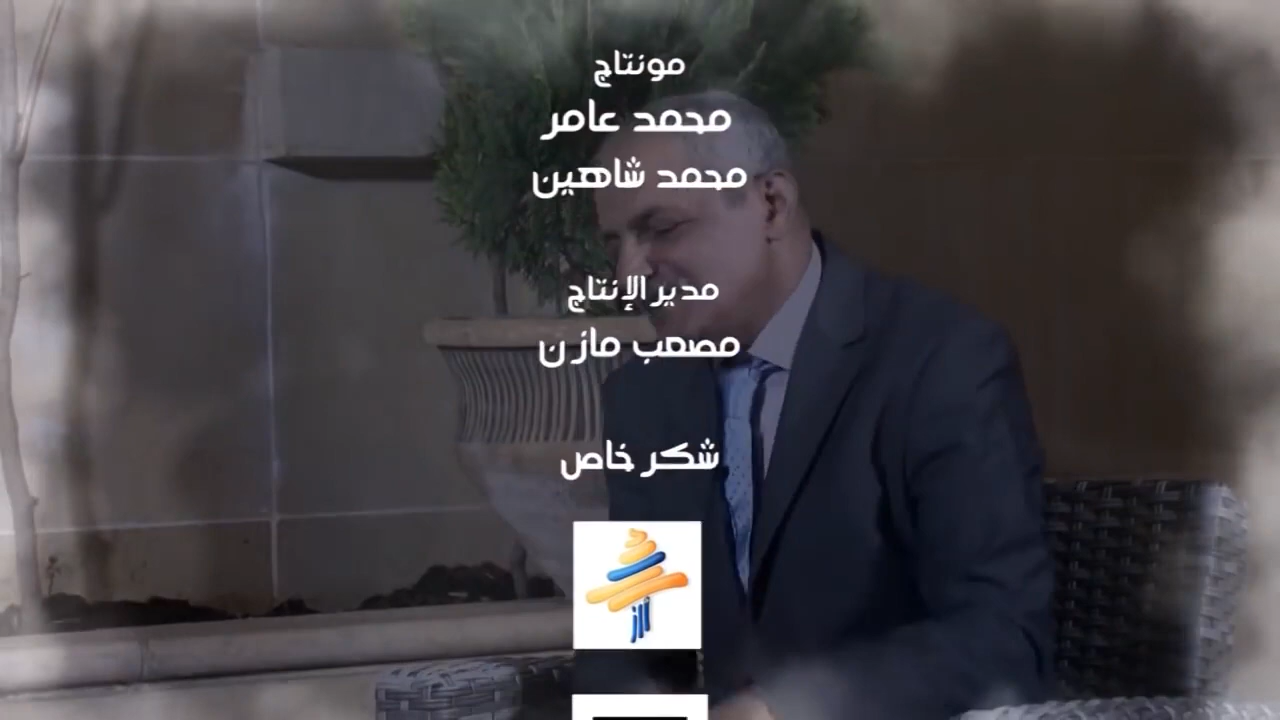 مونتاج
محمد عامر
محمد شاهين
مدير الإنتاج
مصعب مازن
شكر خاص